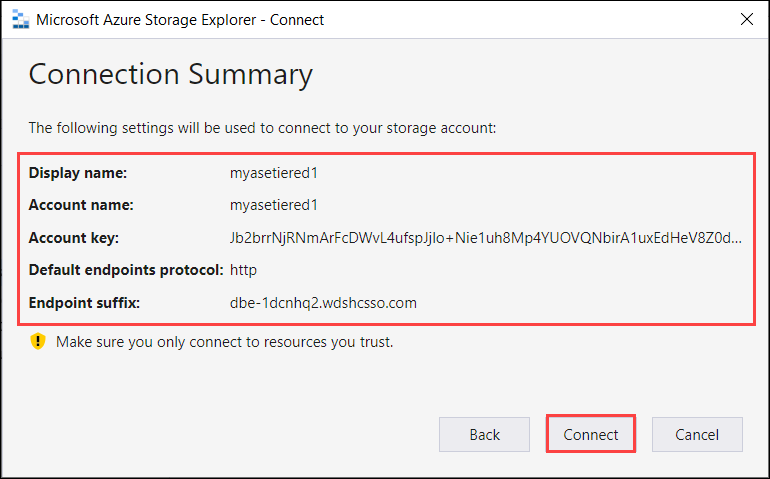 Microsoft Azure Storage Explorer - Connect
Connection Summary
The following settings will be used to connect to your storage account:
Display name: myasetiered1
Account name: myasetiered1
Account key: Jb2brrNjRNmArFcDWvL4ufspJjlo+Nie1uh8Mp4YUOVQNbirA1uxEdHeV8Z0d...
Default endpoints protocol: http
Endpoint suffix: dbe-1dcnhq2.wdshcsso.com
Make sure you only connect to resources you trust.
Back Connect Cancel